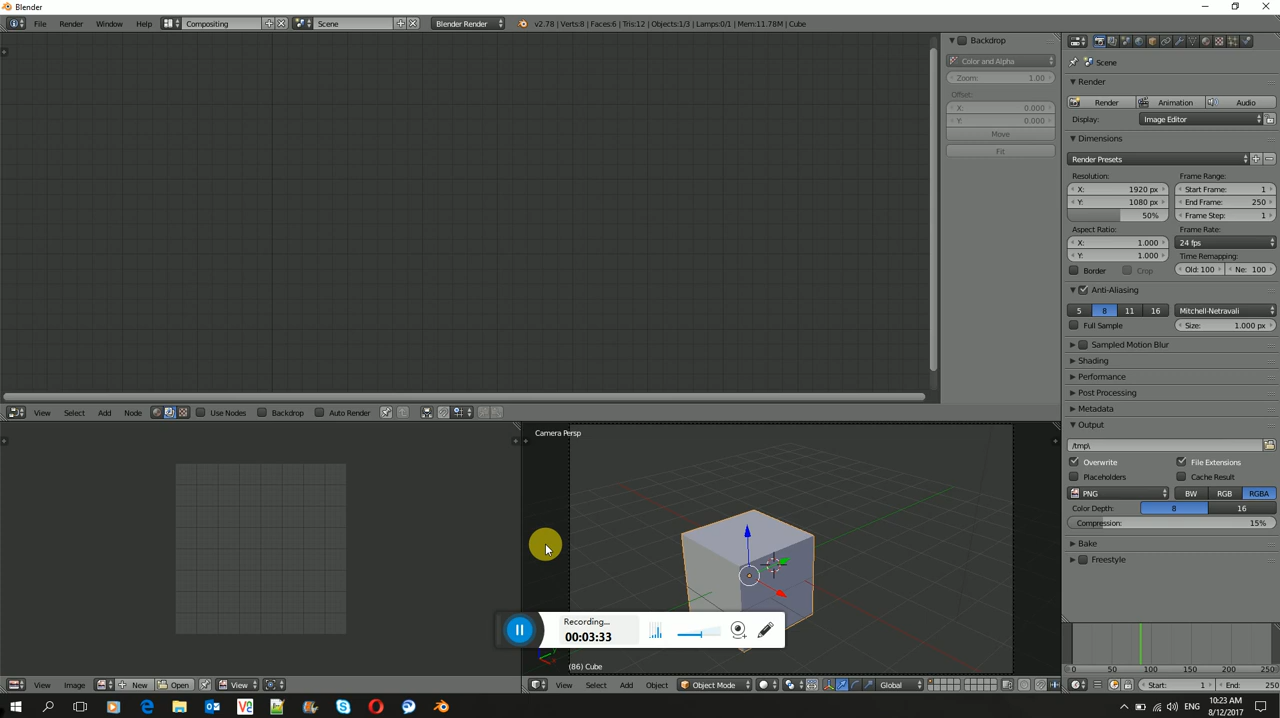 Blender
File Render Window Help Compositing Scene Blender Render v2.78 | Verts:8 | Faces:6 | Tris:12 | Objects:1/3 | Lamps:0/1 | Mem:11.78M | Cube
Backdrop
Color and Alpha
Zoom: 1.00
Offset:
X: 0.000
Y: 0.000
Move
Fit
Scene
Render
Render Animation Audio
Display: Image Editor
Dimensions
Render Presets
Resolution: Frame Range:
X: 1920 px Start Frame: 1
Y: 1080 px End Frame: 250
50% Frame Step: 1
Aspect Ratio: Frame Rate:
X: 1.000 24 fps
Y: 1.000 Time Remapping:
Border Crop Old: 100 Ne: 100
Anti-Aliasing
5 8 11 16 Mitchell-Netravali
Full Sample Size: 1.000 px
Sampled Motion Blur
Shading
Performance
Post Processing
Metadata
Output
/tmp\
Overwrite File Extensions
Placeholders Cache Result
PNG BW RGB RGBA
Color Depth: 8 16
Compression: 15%
Bake
Freestyle
View Select Add Node Use Nodes Backdrop Auto Render
Camera Persp
Recording...
00:03:33
(86) Cube
0 50 100 150 200 250
View Image New Open View
View Select Add Object Object Mode Global
Start: 1 End: 250
ENG 10:23 AM
8/12/2017